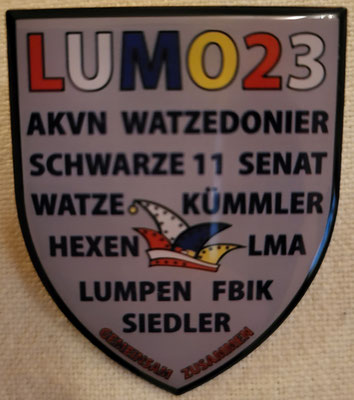 LUMO23
AKVN WATZEDONIER
SCHWARZE 11 SENAT
WATZE KÜMMLER
HEXEN LMA
LUMPEN FBIK
SIEDLER
GEMEINSAM ZUSAMMEN